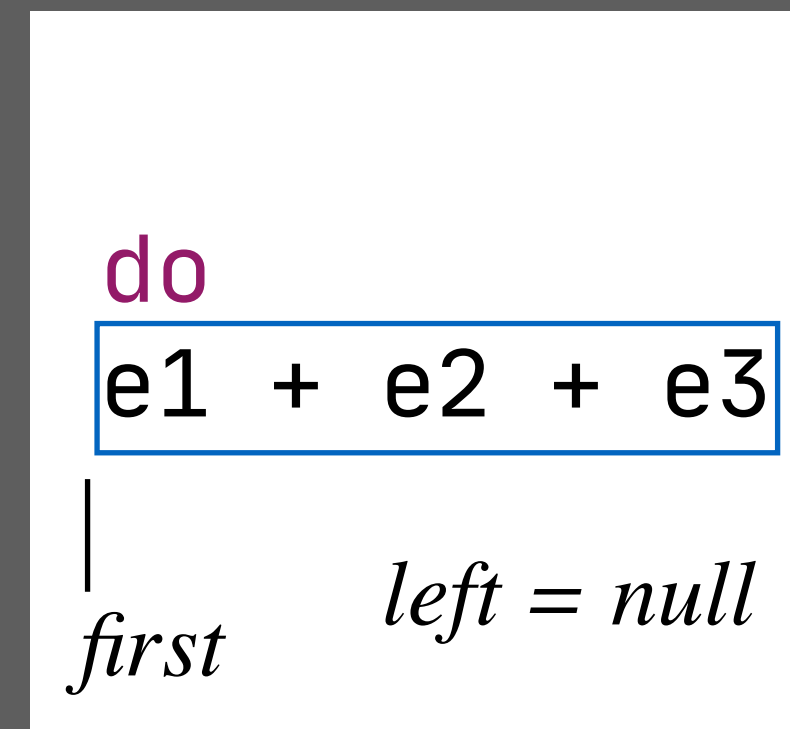 do
e1 + e2 + e3
first
left = null